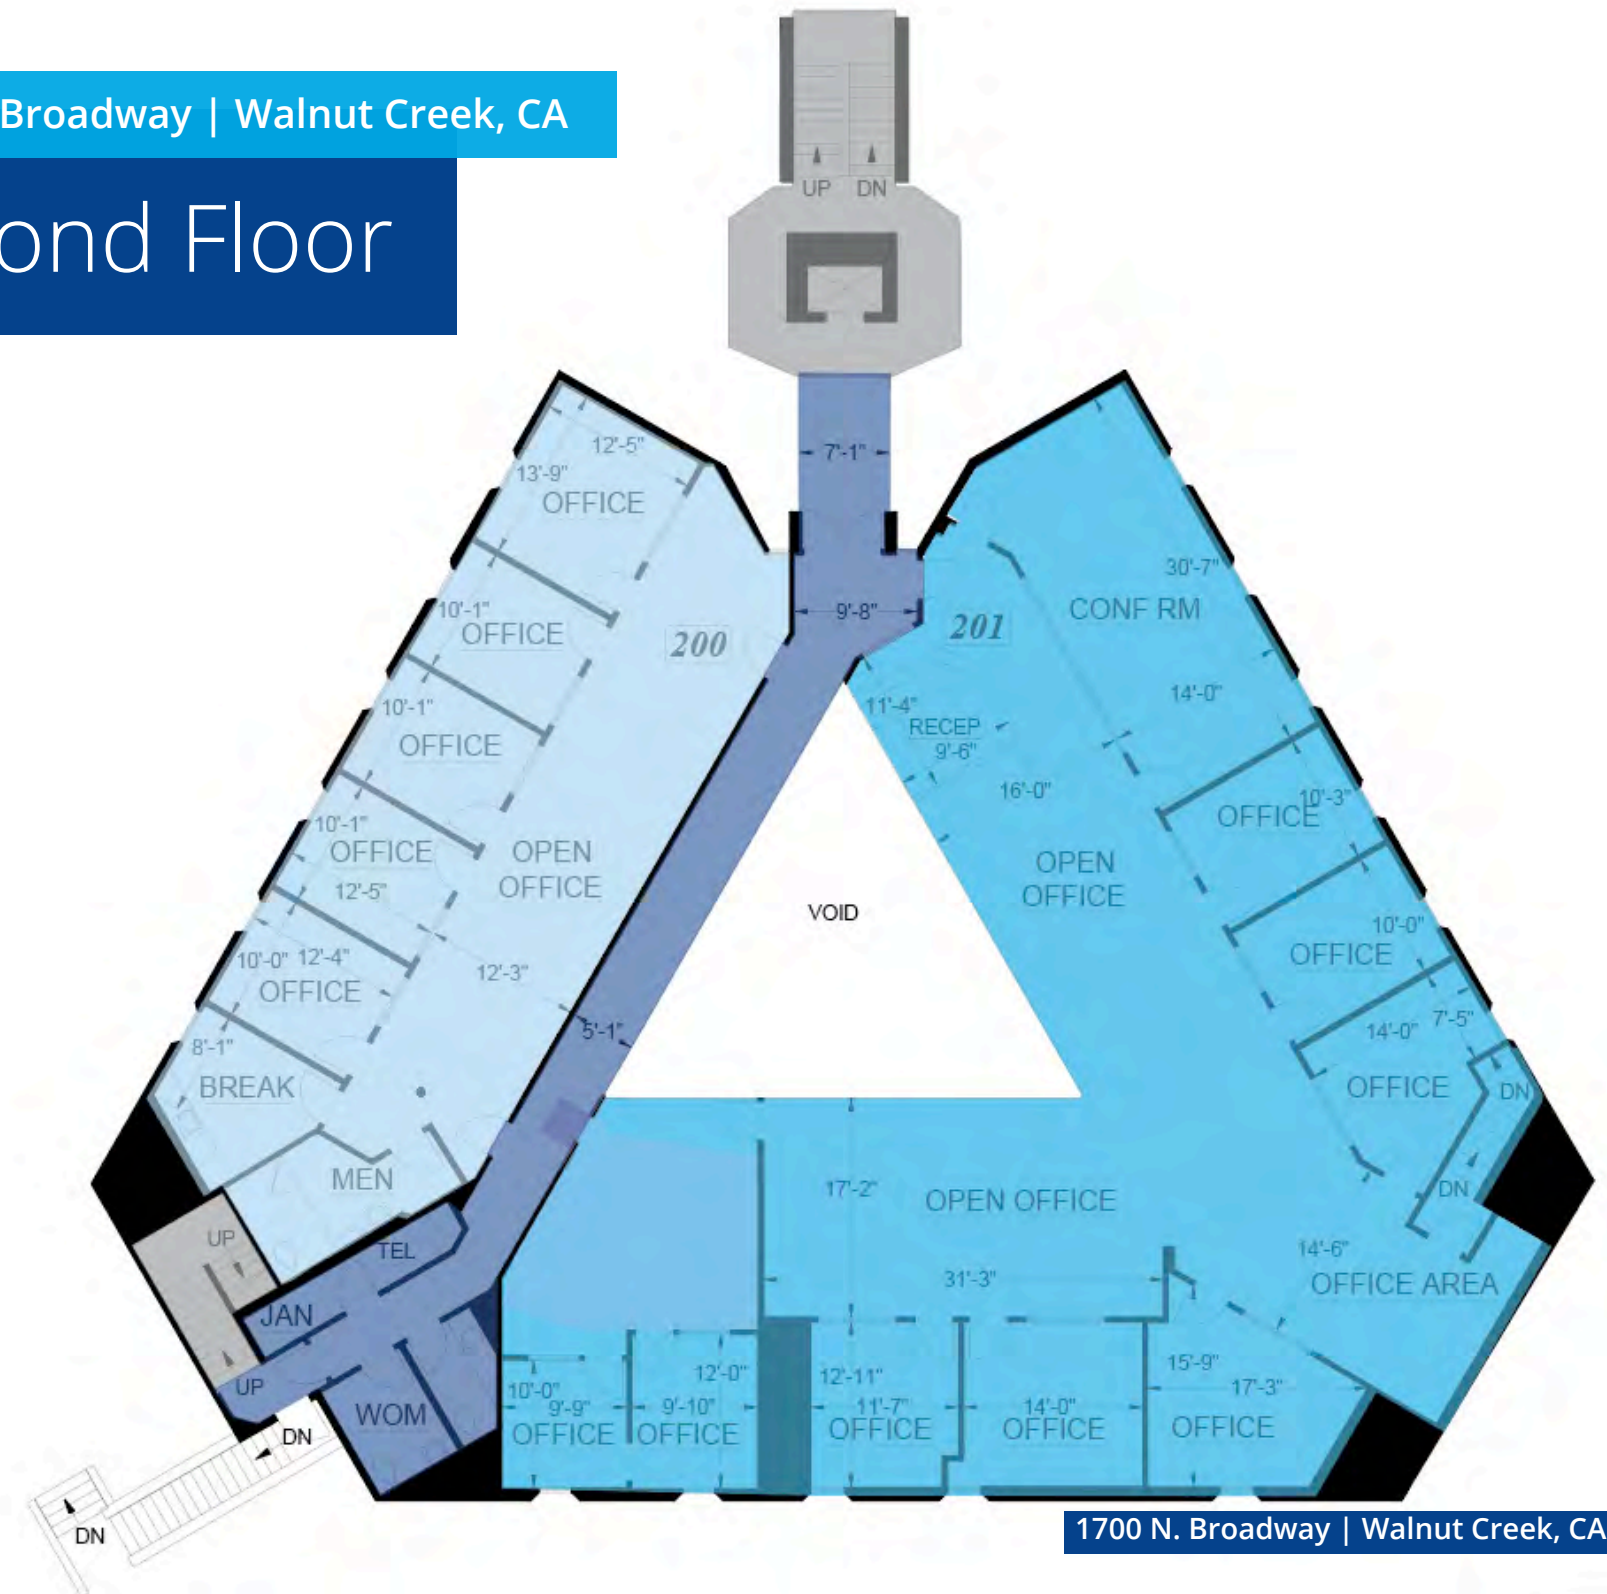 Broadway | Walnut Creek, CA
ond Floor
UP DN
7'-1"
12'-5"
13'-9"
OFFICE
30'-7"
CONF RM
9'-8"
201
10'-1"
OFFICE
200
14'-0"
11'-4"
RECEP
9'-6"
10'-1"
OFFICE
16'-0"
10'-3"
OFFICE
10'-1"
OFFICE
OPEN
OFFICE
OPEN
OFFICE
12'-5"
VOID
10'-0"
OFFICE
10'-0" 12'-4"
OFFICE
12'-3"
5'-1"
14'-0" 7'-5"
OFFICE
8'-1"
BREAK
DN
MEN
17'-2"
OPEN OFFICE
DN
UP
TEL
14'-6"
OFFICE AREA
31'-3"
JAN
UP
WOM
10'-0"
9'-9"
OFFICE
12'-0"
9'-10"
OFFICE
12'-11"
11'-7"
OFFICE
14'-0"
OFFICE
15'-9"
17'-3"
OFFICE
DN
DN
1700 N. Broadway | Walnut Creek, CA